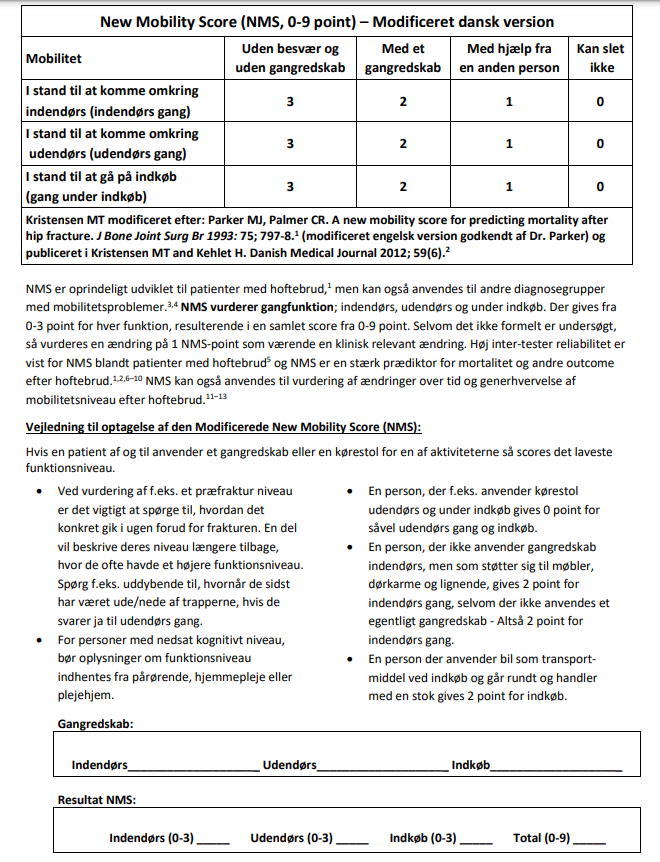 New Mobility Score (NMS, 0-9 point) – Modificeret dansk version
Mobilitet
Uden besvær og
uden gangredskab
Med et
gangredskab
Med hjælp fra
en anden person
Kan slet
ikke
I stand til at komme omkring
indendørs (indendørs gang)
3 2 1 0
I stand til at komme omkring
udendørs (udendørs gang)
3 2 1 0
I stand til at gå på indkøb
(gang under indkøb)
3 2 1 0
Kristensen MT modificeret efter: Parker MJ, Palmer CR. A new mobility score for predicting mortality after
hip fracture. J Bone Joint Surg Br 1993: 75; 797-8.¹ (modificeret engelsk version godkendt af Dr. Parker) og
publiceret i Kristensen MT and Kehlet H. Danish Medical Journal 2012; 59(6).²
NMS er oprindeligt udviklet til patienter med hoftebrud,¹ men kan også anvendes til andre diagnosegrupper
med mobilitetsproblemer.³,⁴ NMS vurderer gangfunktion; indendørs, udendørs og under indkøb. Der gives fra
0-3 point for hver funktion, resulterende i en samlet score fra 0-9 point. Selvom det ikke formelt er undersøgt,
så vurderes en ændring på 1 NMS-point som værende en klinisk relevant ændring. Høj inter-tester reliabilitet er
vist for NMS blandt patienter med hoftebrud⁵ og NMS er en stærk prædiktor for mortalitet og andre outcome
efter hoftebrud.¹,²,⁶⁻¹⁰ NMS kan også anvendes til vurdering af ændringer over tid og generhvervelse af
mobilitetsniveau efter hoftebrud.¹¹⁻¹³
Vejledning til optagelse af den Modificerede New Mobility Score (NMS):
Hvis en patient af og til anvender et gangredskab eller en kørestol for en af aktiviteterne så scores det laveste
funktionsniveau.
• Ved vurdering af f.eks. et præfraktur niveau
er det vigtigt at spørge til, hvordan det
konkret gik i ugen forud for frakturen. En del
vil beskrive deres niveau længere tilbage,
hvor de ofte havde et højere funktionsniveau.
Spørg f.eks. uddybende til, hvornår de sidst
har været ude/nede af trapperne, hvis de
svarer ja til udendørs gang.
• For personer med nedsat kognitivt niveau,
bør oplysninger om funktionsniveau
indhentes fra pårørende, hjemmepleje eller
plejehjem.
• En person, der f.eks. anvender kørestol
udendørs og under indkøb gives 0 point for
såvel udendørs gang og indkøb.
• En person, der ikke anvender gangredskab
indendørs, men som støtter sig til møbler,
dørkarme og lignende, gives 2 point for
indendørs gang, selvom der ikke anvendes et
egentligt gangredskab - Altså 2 point for
indendørs gang.
• En person der anvender bil som transport-
middel ved indkøb og går rundt og handler
med en stok gives 2 point for indkøb.
Gangredskab:
Indendørs____________________ Udendørs____________________ Indkøb____________________
Resultat NMS:
Indendørs (0-3) _____ Udendørs (0-3) _____ Indkøb (0-3) _____ Total (0-9) _____